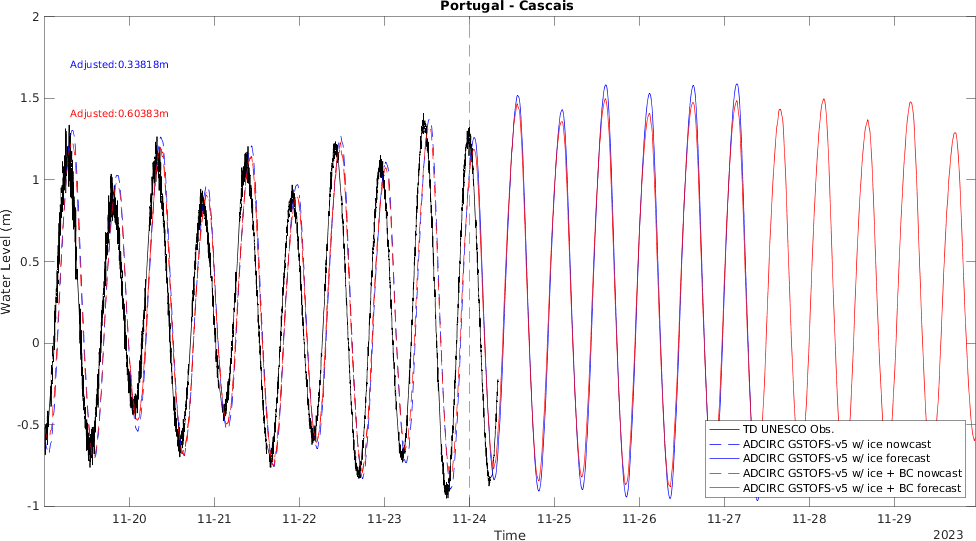 Portugal - Cascais
2
Adjusted:0.33818m
1.5
Adjusted:0.60383m
1
0.5
0
-0.5
-1
Water Level (m)
TD UNESCO Obs.
ADCIRC GSTOFS-v5 w/ ice nowcast
ADCIRC GSTOFS-v5 w/ ice forecast
ADCIRC GSTOFS-v5 w/ ice + BC nowcast
ADCIRC GSTOFS-v5 w/ ice + BC forecast
11-20 11-21 11-22 11-23 11-24 11-25 11-26 11-27 11-28 11-29
Time
2023